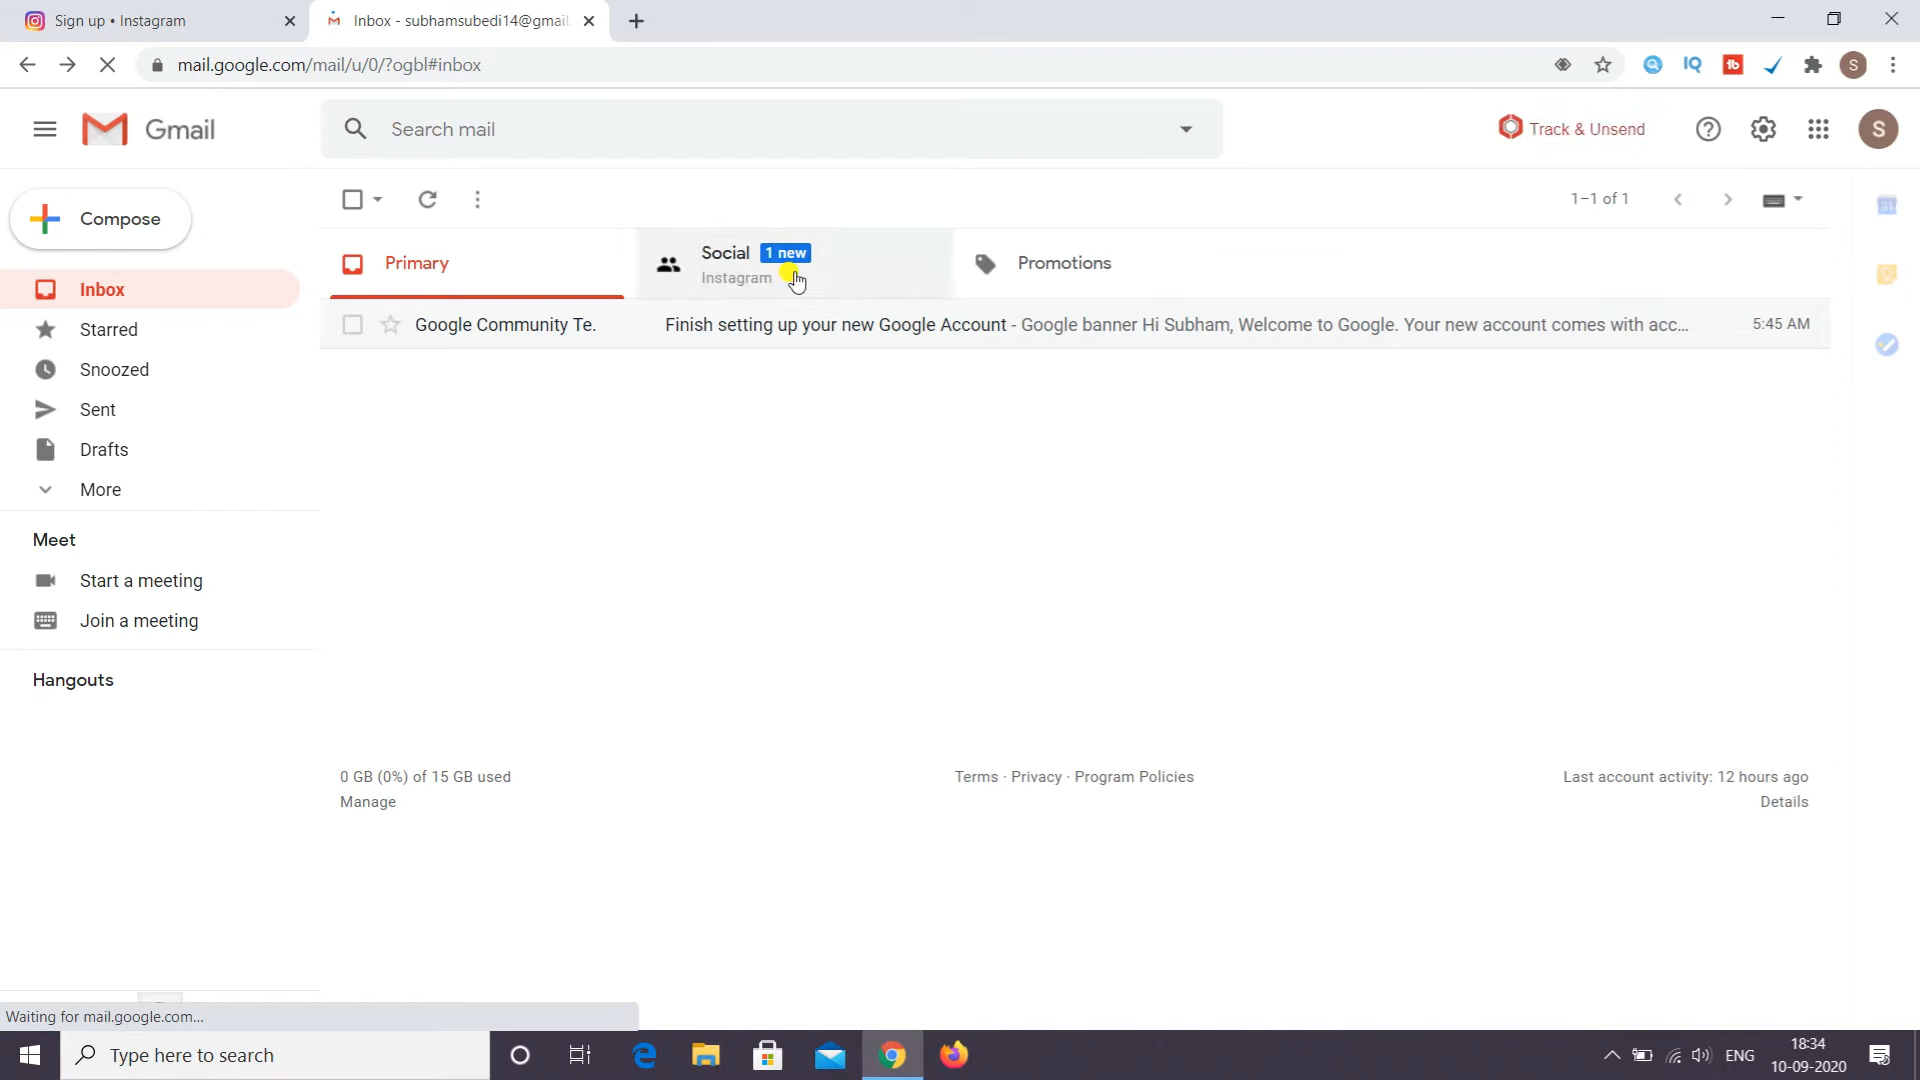 Sign up • Instagram
Inbox - subhamsubedi14@gmail.
mail.google.com/mail/u/0/?ogbl#inbox
IQ
tb
S
Gmail
Search mail
Track & Unsend
S
Compose
1–1 of 1
Primary
Social 1 new
Instagram
Promotions
31
Inbox
Google Community Te.
Finish setting up your new Google Account - Google banner Hi Subham, Welcome to Google. Your new account comes with acc...
5:45 AM
Starred
Snoozed
Sent
Drafts
More
Meet
Start a meeting
Join a meeting
Hangouts
0 GB (0%) of 15 GB used
Manage
Terms · Privacy · Program Policies
Last account activity: 12 hours ago
Details
Waiting for mail.google.com...
Type here to search
ENG
18:34
10-09-2020